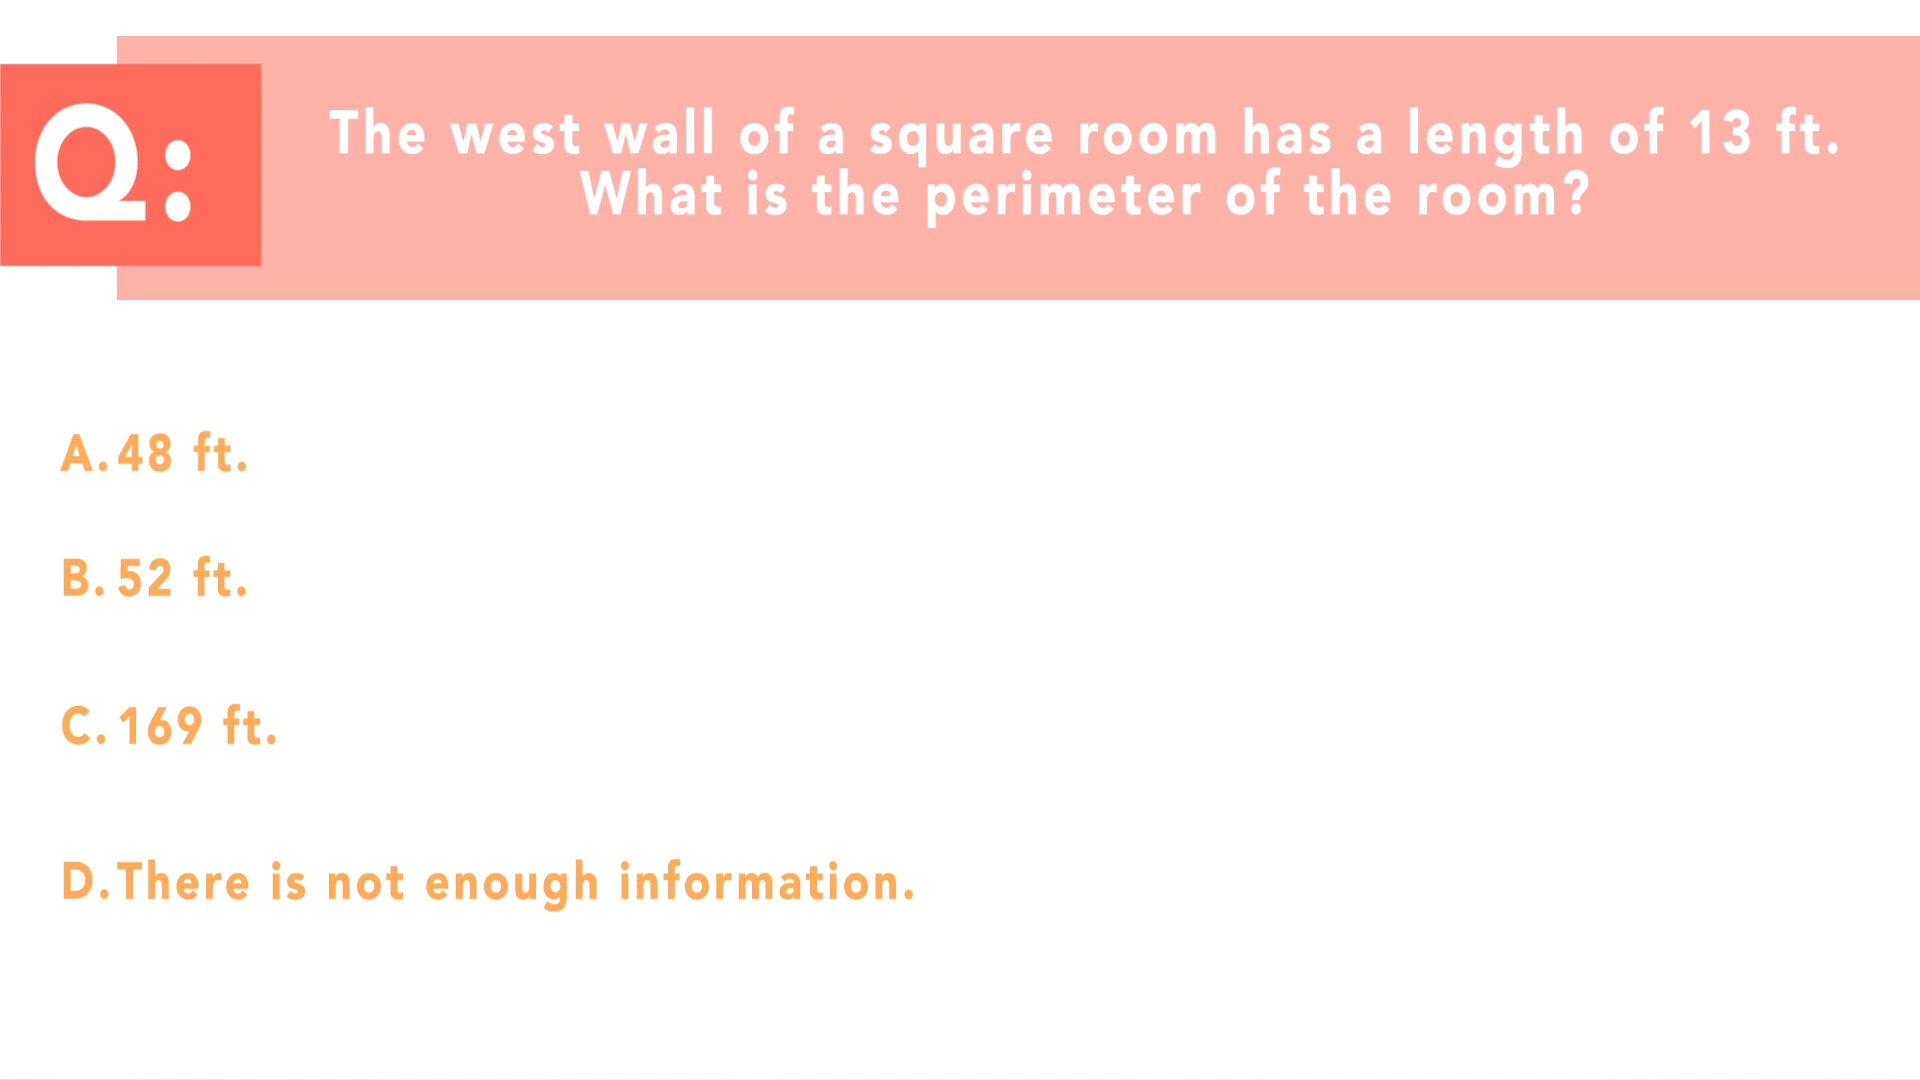 Q:
The west wall of a square room has a length of 13 ft.
What is the perimeter of the room?
A. 48 ft.
B. 52 ft.
C. 169 ft.
D. There is not enough information.